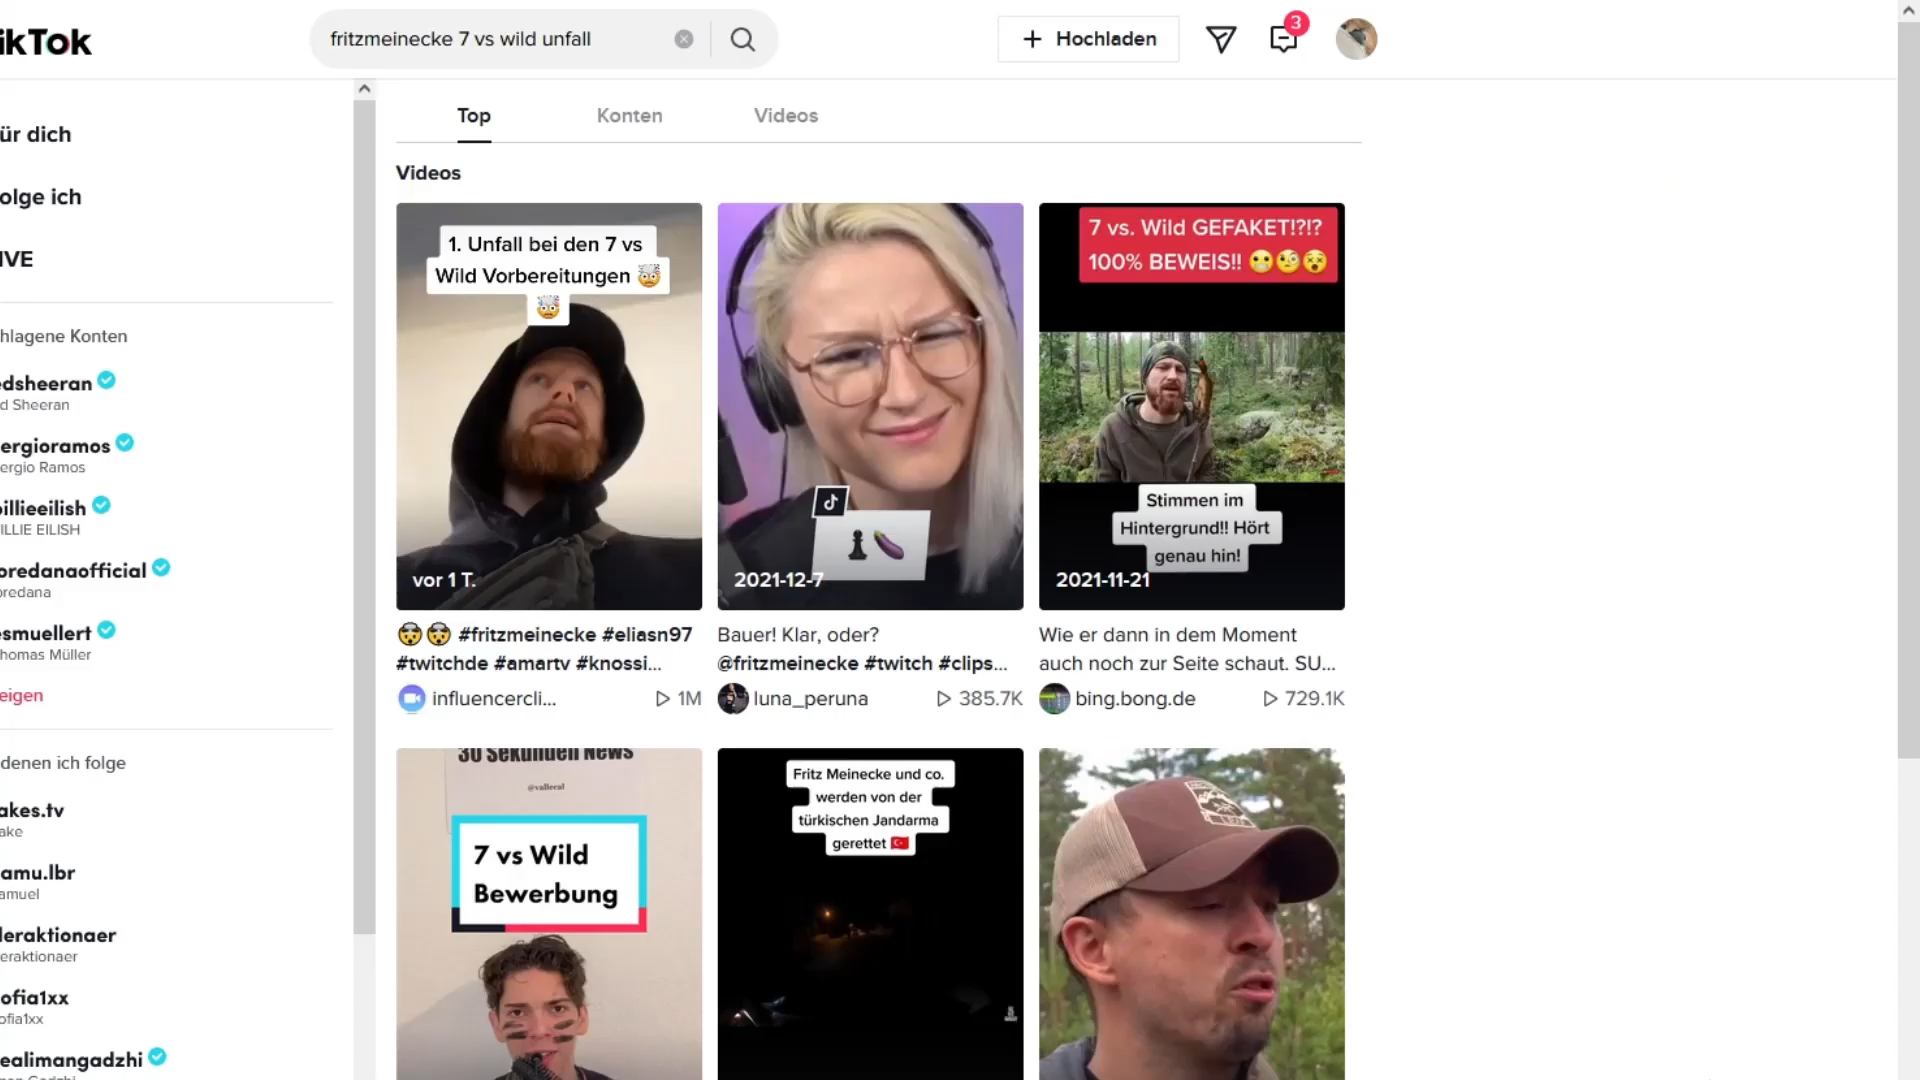 ikTok
fritzmeinecke 7 vs wild unfall
Hochladen
3
ür dich
olge ich
IVE
hlagene Konten
edsheeran
d Sheeran
ergioramos
ergio Ramos
billieeilish
ILLIE EILISH
oredanaofficial
oredana
esmuellert
homas Müller
eigen
denen ich folge
akes.tv
ake
amu.lbr
amuel
deraktionaer
eraktionaer
ofia1xx
ofia1xx
ealimangadzhi
Top
Konten
Videos
Videos
1. Unfall bei den 7 vs
Wild Vorbereitungen 🤯
🤯
vor 1 T.
🤯🤯 #fritzmeinecke #eliasn97
#twitchde #amartv #knossi...
influencercli...
1M
♟🍆
2021-12-7
Bauer! Klar, oder?
@fritzmeinecke #twitch #clips...
luna_peruna
385.7K
7 vs. Wild GEFAKET!?!?
100% BEWEIS!! 😬🧐😵
Stimmen im
Hintergrund!! Hört
genau hin!
2021-11-21
Wie er dann in dem Moment
auch noch zur Seite schaut. SU...
bing.bong.de
729.1K
30 Sekunden News
@vallecal
7 vs Wild
Bewerbung
Fritz Meinecke und co.
werden von der
türkischen Jandarma
gerettet 🇹🇷